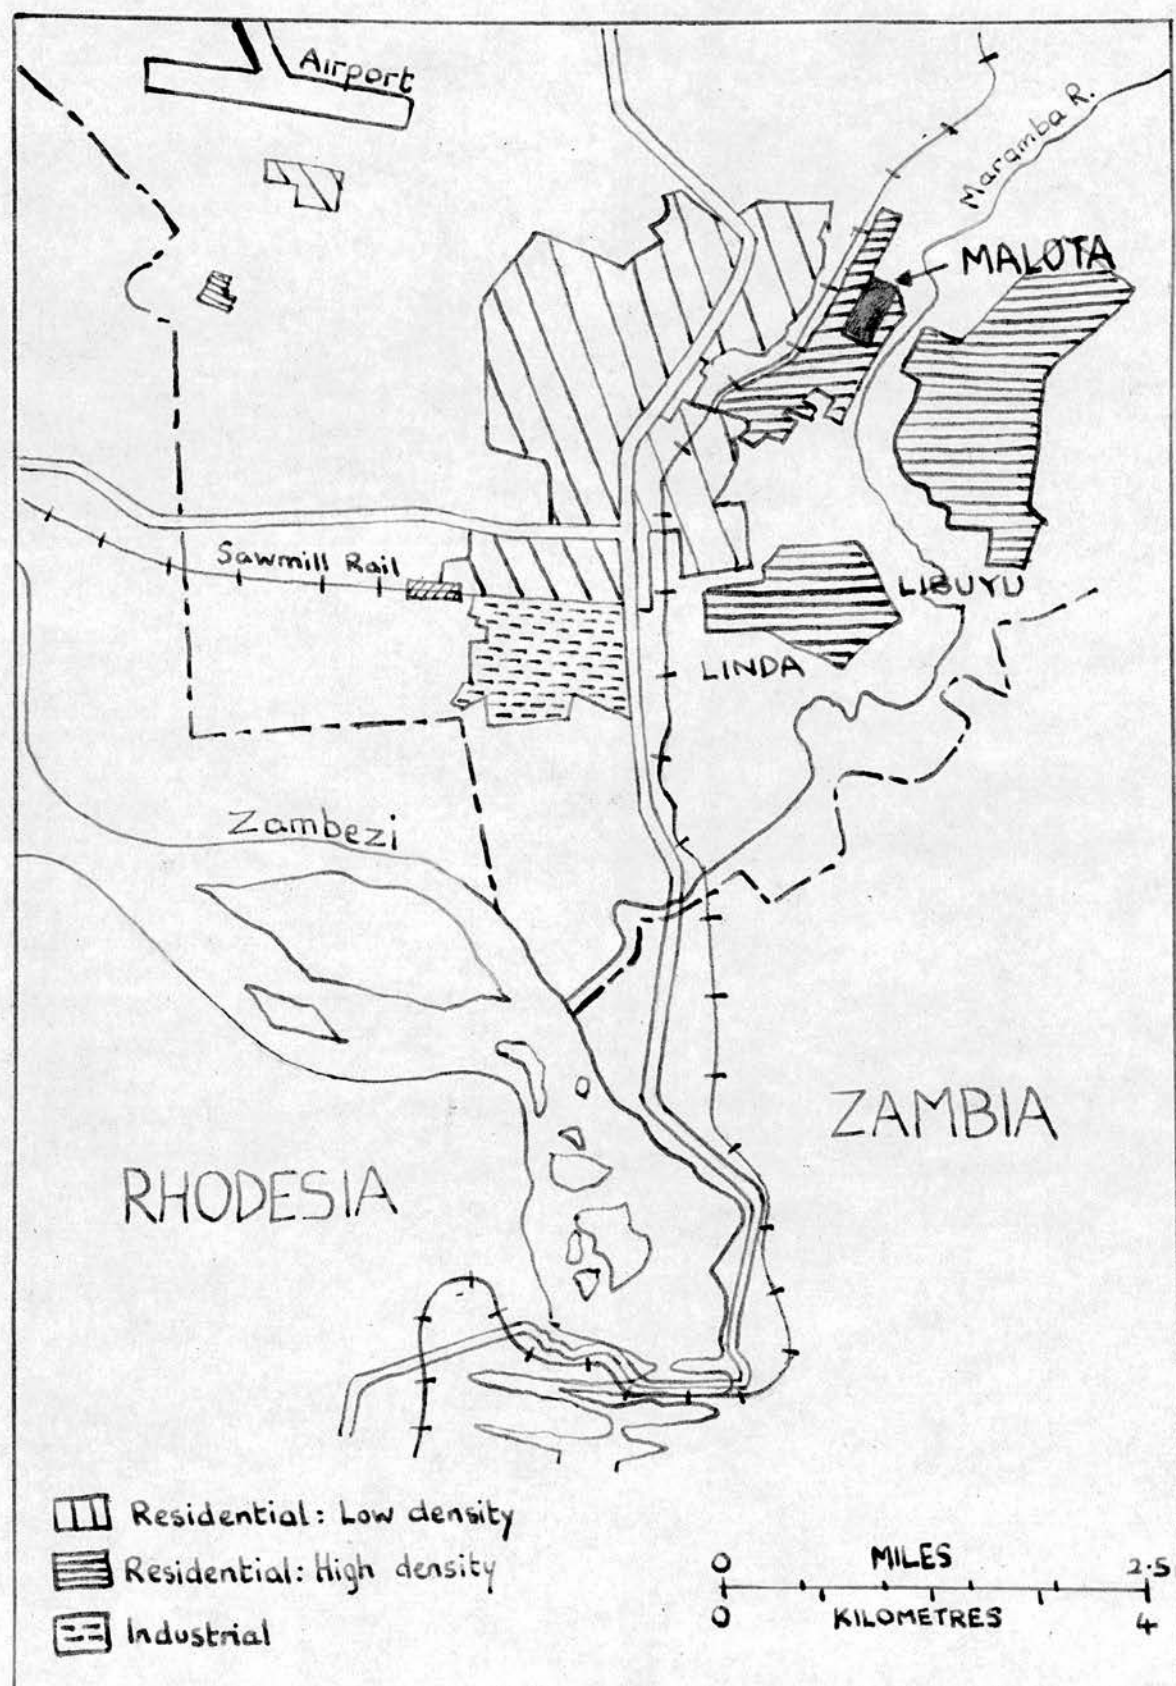 Airport
Maramba R.
MALOTA
Sawmill Rail
LIBUYU
LINDA
Zambezi
ZAMBIA
RHODESIA
Residential: Low density
Residential: High density
Industrial
0 MILES 2.5
0 KILOMETRES 4